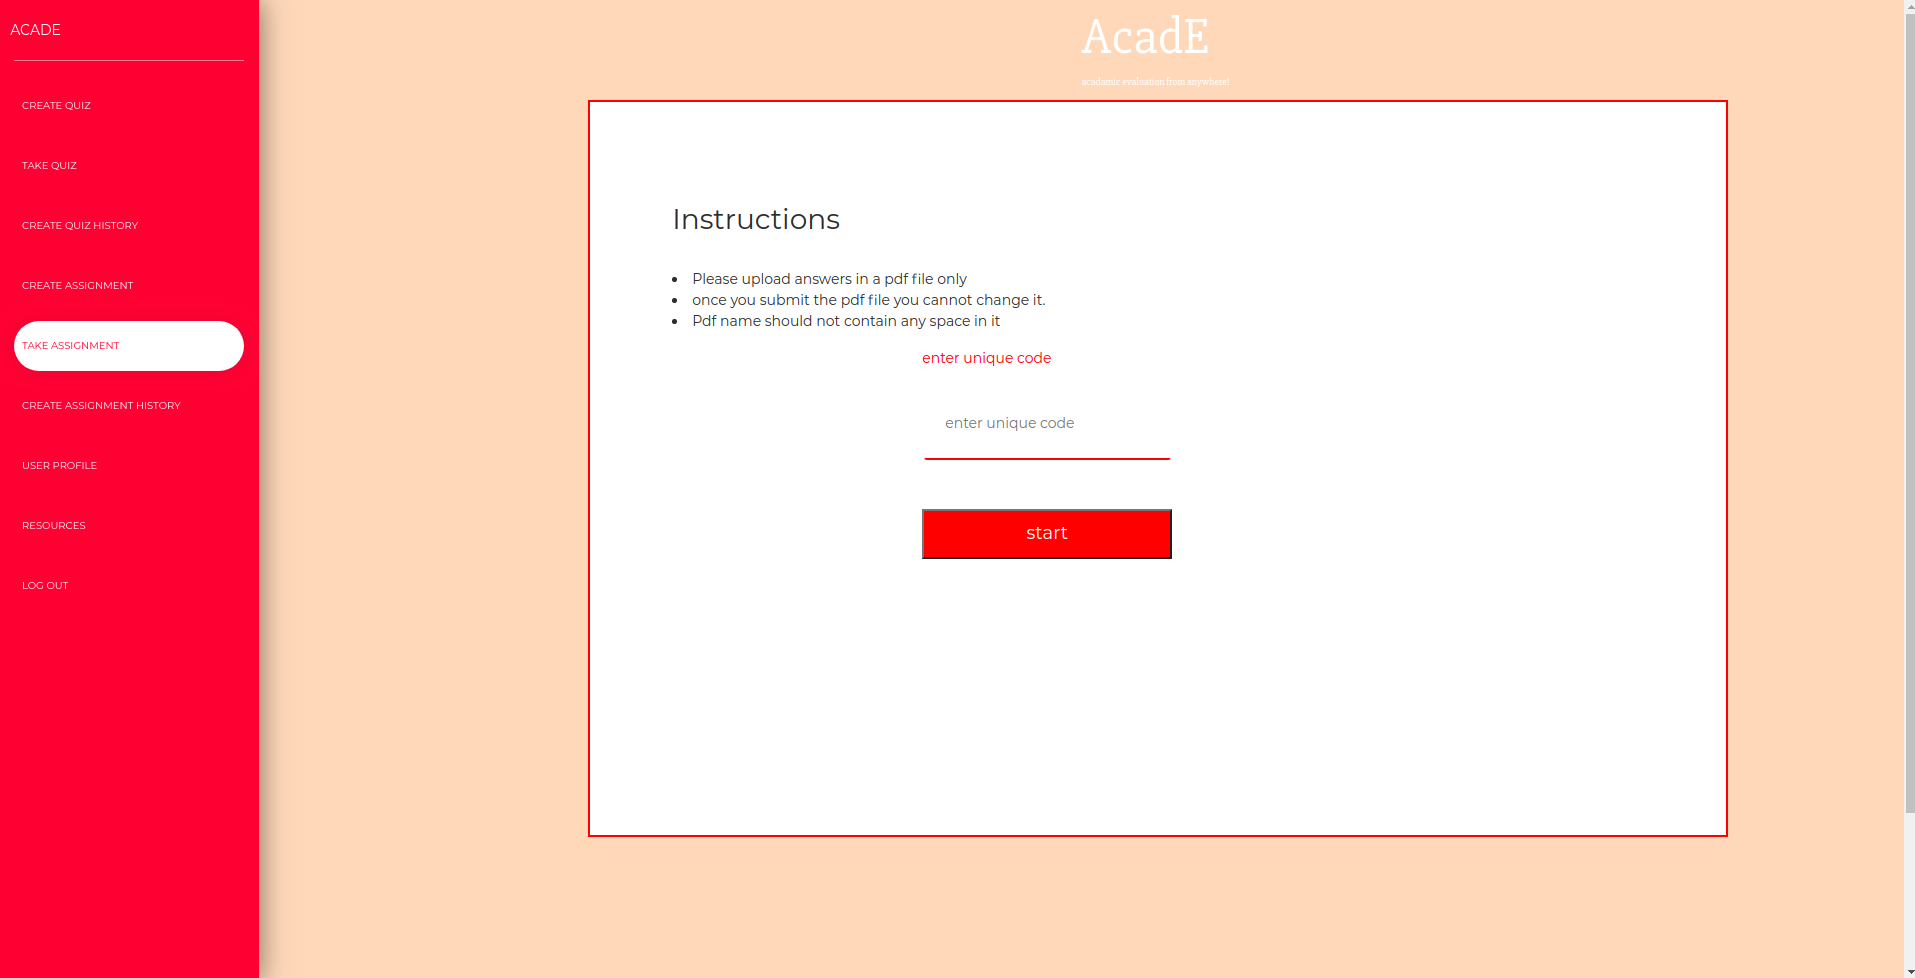 ACADE
CREATE QUIZ
TAKE QUIZ
CREATE QUIZ HISTORY
CREATE ASSIGNMENT
TAKE ASSIGNMENT
CREATE ASSIGNMENT HISTORY
USER PROFILE
RESOURCES
LOG OUT
AcadE
acadamic evaluation from anywhere!
Instructions
• Please upload answers in a pdf file only
• once you submit the pdf file you cannot change it.
• Pdf name should not contain any space in it
enter unique code
enter unique code
start